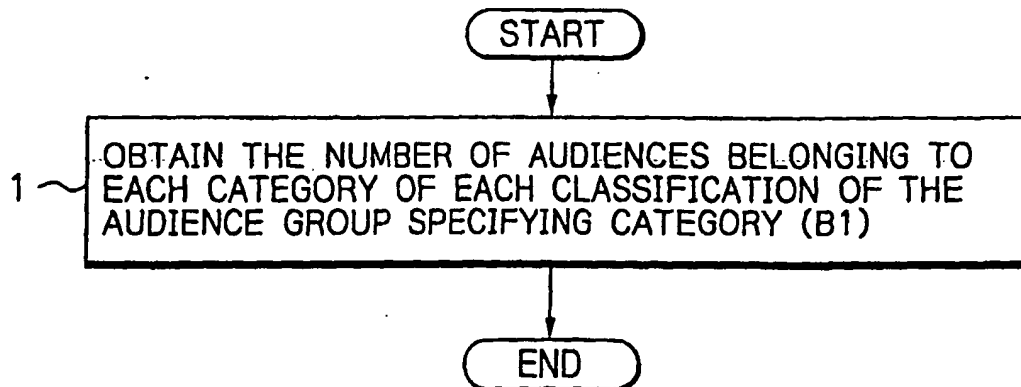 START
1
OBTAIN THE NUMBER OF AUDIENCES BELONGING TO
EACH CATEGORY OF EACH CLASSIFICATION OF THE
AUDIENCE GROUP SPECIFYING CATEGORY (B1)
END